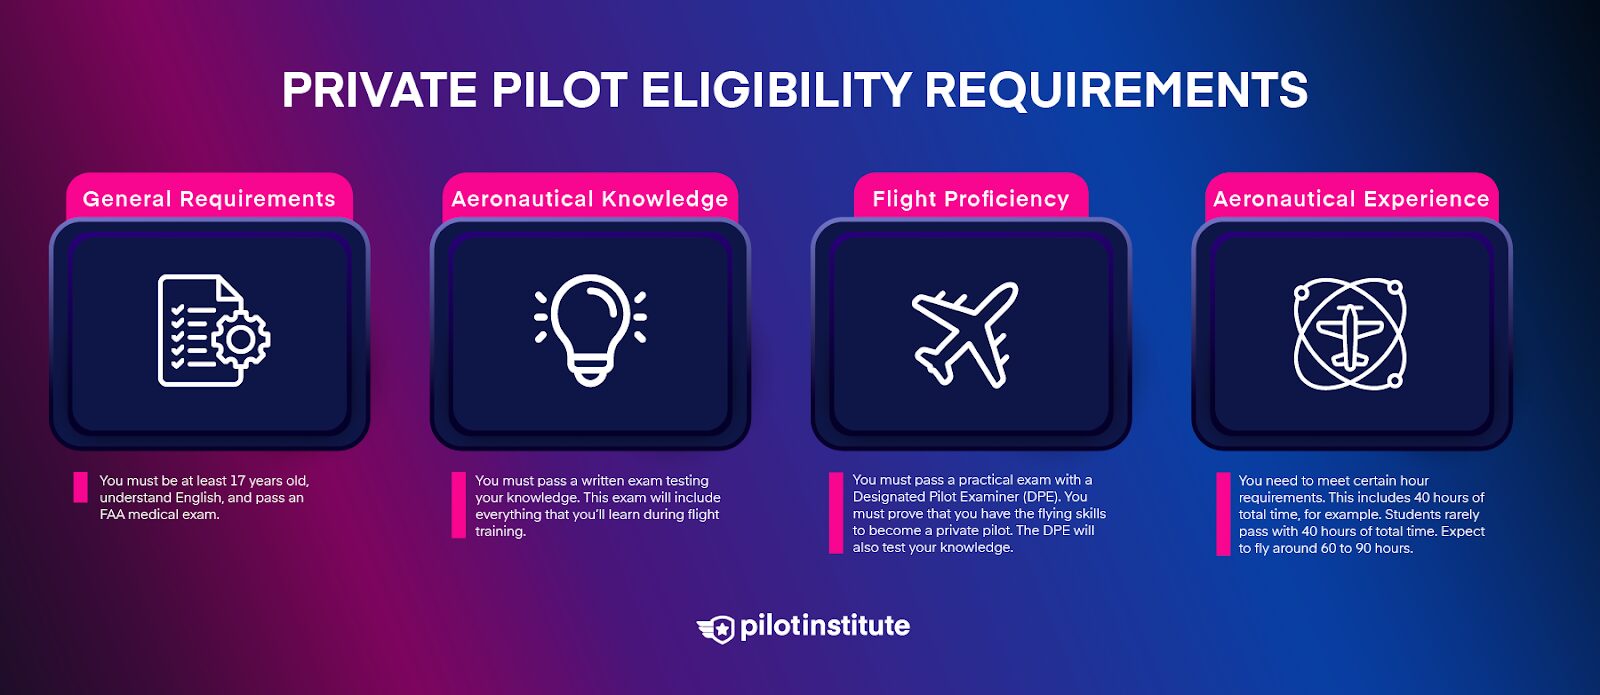 PRIVATE PILOT ELIGIBILITY REQUIREMENTS
General Requirements
You must be at least 17 years old,
understand English, and pass an
FAA medical exam.
Aeronautical Knowledge
You must pass a written exam testing
your knowledge. This exam will include
everything that you'll learn during flight
training.
Flight Proficiency
You must pass a practical exam with a
Designated Pilot Examiner (DPE). You
must prove that you have the flying skills
to become a private pilot. The DPE will
also test your knowledge.
Aeronautical Experience
You need to meet certain hour
requirements. This includes 40 hours of
total time, for example. Students rarely
pass with 40 hours of total time. Expect
to fly around 60 to 90 hours.
pilotinstitute